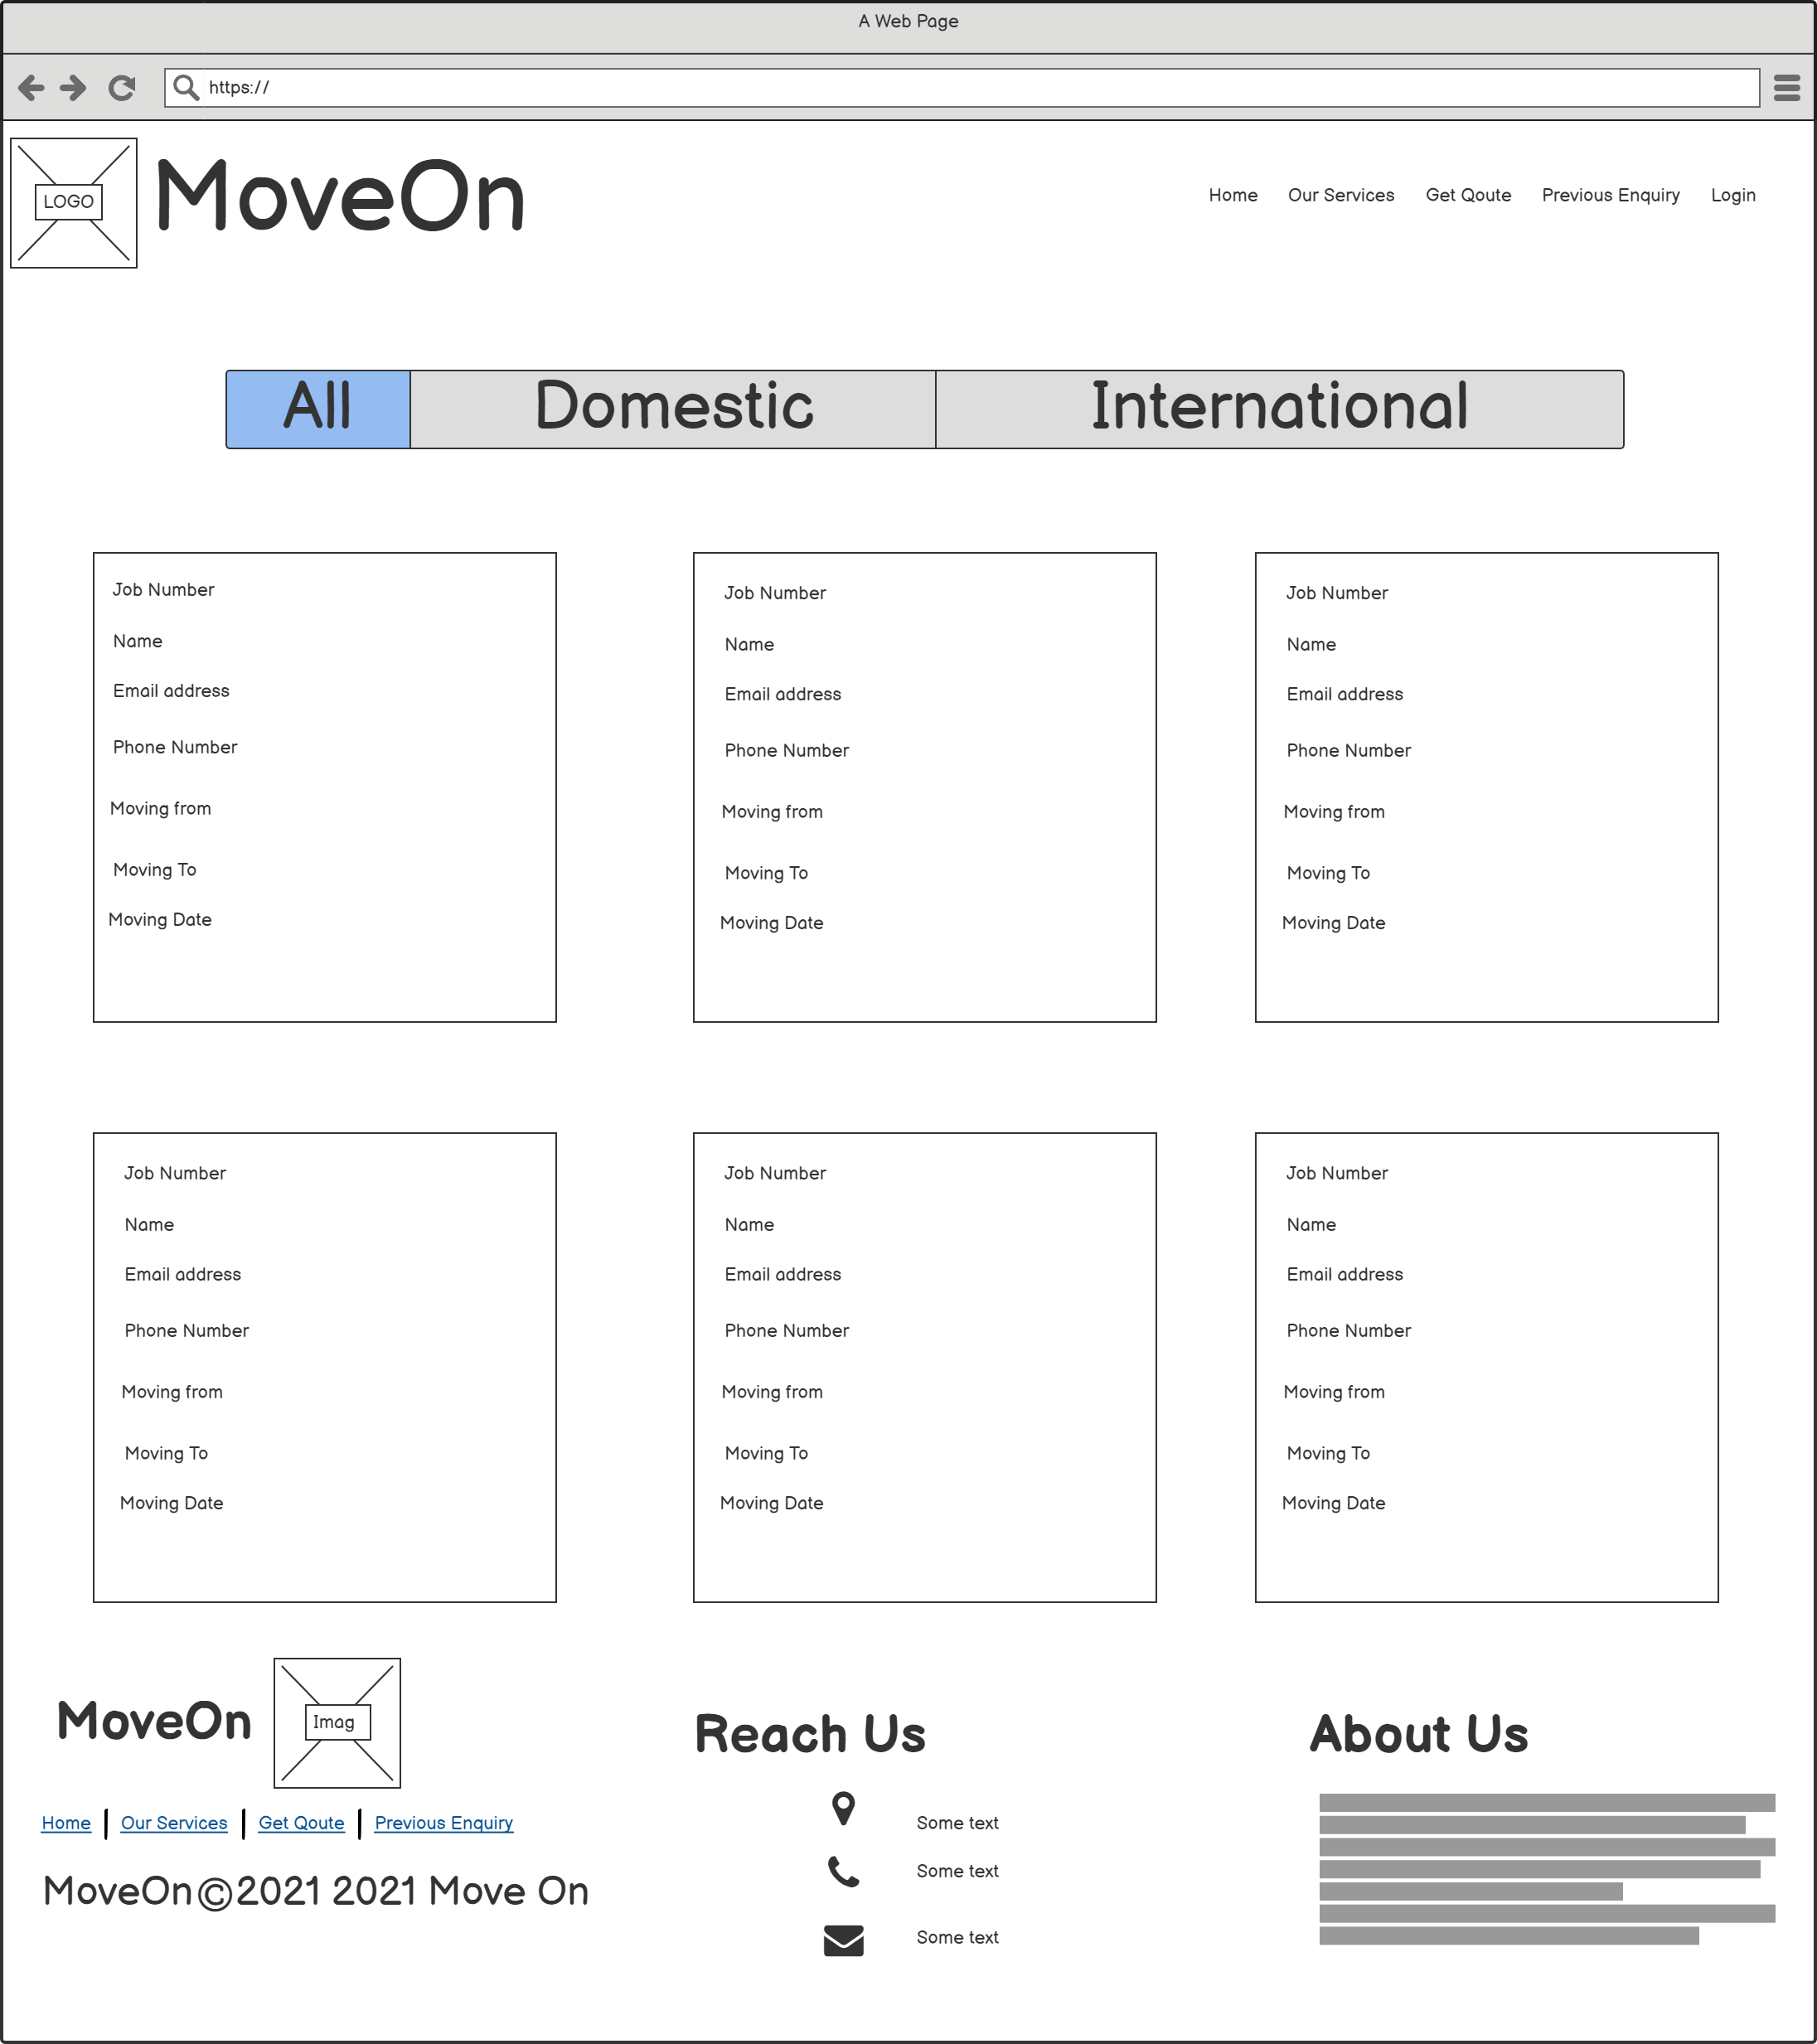 A Web Page
https://
LOGO
MoveOn
Home Our Services Get Qoute Previous Enquiry Login
All Domestic International
Job Number
Name
Email address
Phone Number
Moving from
Moving To
Moving Date
Job Number
Name
Email address
Phone Number
Moving from
Moving To
Moving Date
Job Number
Name
Email address
Phone Number
Moving from
Moving To
Moving Date
Job Number
Name
Email address
Phone Number
Moving from
Moving To
Moving Date
Job Number
Name
Email address
Phone Number
Moving from
Moving To
Moving Date
Job Number
Name
Email address
Phone Number
Moving from
Moving To
Moving Date
MoveOn
Imag
Home Our Services Get Qoute Previous Enquiry
MoveOn©2021 2021 Move On
Reach Us
Some text
Some text
Some text
About Us